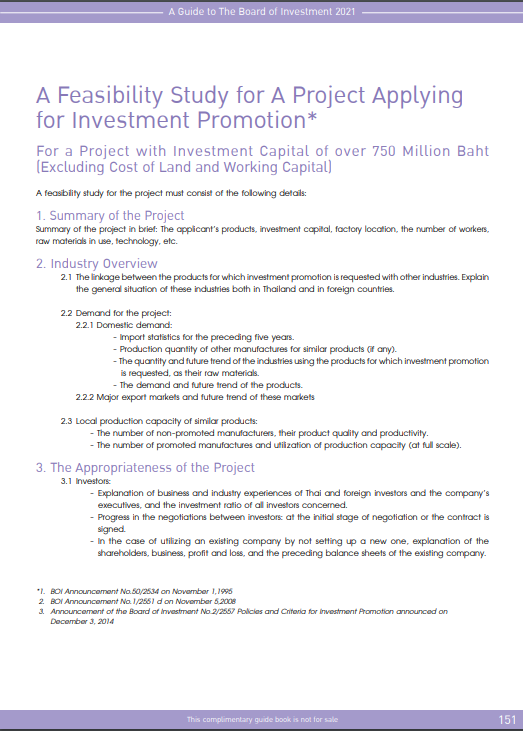 A Guide to The Board of Investment 2021
A Feasibility Study for A Project Applying
for Investment Promotion*
For a Project with Investment Capital of over 750 Million Baht
(Excluding Cost of Land and Working Capital)
A feasibility study for the project must consist of the following details:
1. Summary of the Project
Summary of the project in brief: The applicant's products, investment capital, factory location, the number of workers,
raw materials in use, technology, etc.
2. Industry Overview
2.1 The linkage between the products for which investment promotion is requested with other industries. Explain
the general situation of these industries both in Thailand and in foreign countries.
2.2 Demand for the project:
2.2.1 Domestic demand:
- Import statistics for the preceding five years.
- Production quantity of other manufactures for similar products (if any).
- The quantity and future trend of the industries using the products for which investment promotion
is requested, as their raw materials.
- The demand and future trend of the products.
2.2.2 Major export markets and future trend of these markets
2.3 Local production capacity of similar products:
- The number of non-promoted manufacturers, their product quality and productivity.
- The number of promoted manufactures and utilization of production capacity (at full scale).
3. The Appropriateness of the Project
3.1 Investors:
- Explanation of business and industry experiences of Thai and foreign investors and the company's
executives, and the investment ratio of all investors concerned.
- Progress in the negotiations between investors: at the initial stage of negotiation or the contract is
signed.
- In the case of utilizing an existing company by not setting up a new one, explanation of the
shareholders, business, profit and loss, and the preceding balance sheets of the existing company.
*1. BOI Announcement No.50/2534 on November 1,1995
2. BOI Announcement No.1/2551 d on November 5,2008
3. Announcement of the Board of Investment No.2/2557 Policies and Criteria for Investment Promotion announced on
December 3, 2014
This complimentary guide book is not for sale
151